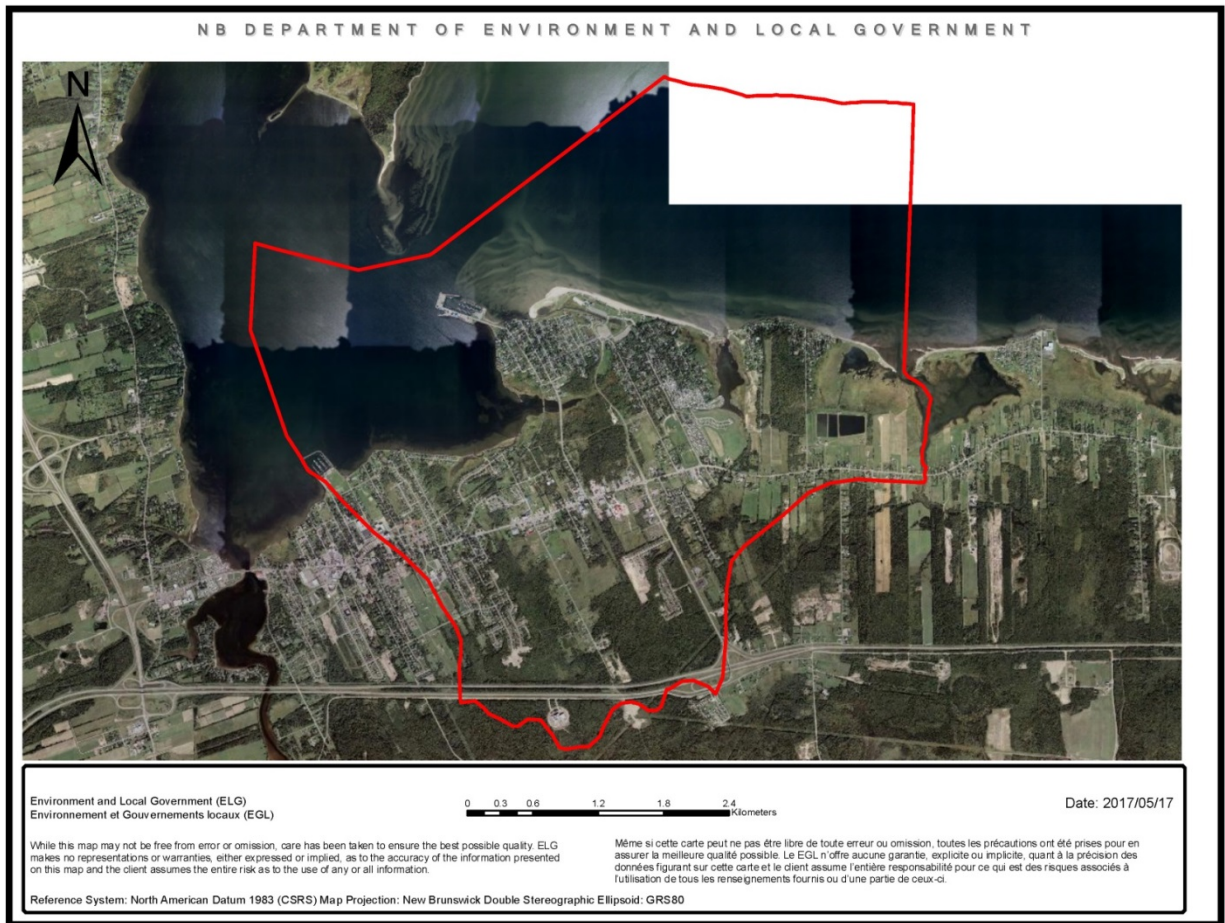 NB DEPARTMENT OF ENVIRONMENT AND LOCAL GOVERNMENT
N
Environment and Local Government (ELG)
Environnement et Gouvernements locaux (EGL)
0 0.3 0.6 1.2 1.8 2.4
Kilometers
Date: 2017/05/17
While this map may not be free from error or omission, care has been taken to ensure the best possible quality. ELG
makes no representations or warranties, either expressed or implied, as to the accuracy of the information presented
on this map and the client assumes the entire risk as to the use of any or all information.
Même si cette carte peut ne pas être libre de toute erreur ou omission, toutes les précautions ont été prises pour en
assurer la meilleure qualité possible. Le EGL n'offre aucune garantie, explicite ou implicite, quant à la précision des
données figurant sur cette carte et le client assume l'entière responsabilité pour ce qui est des risques associés à
l'utilisation de tous les renseignements fournis ou d'une partie de ceux-ci.
Reference System: North American Datum 1983 (CSRS) Map Projection: New Brunswick Double Stereographic Ellipsoid: GRS80